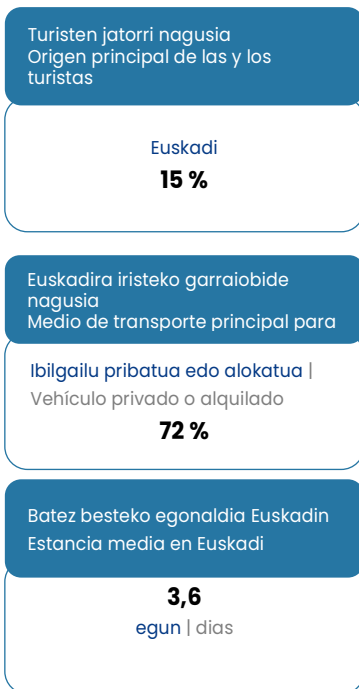 Turisten jatorri nagusia
Origen principal de las y los
turistas
Euskadi
15 %
Euskadira iristeko garraiobide
nagusia
Medio de transporte principal para
Ibilgailu pribatua edo alokatua |
Vehículo privado o alquilado
72 %
Batez besteko egonaldia Euskadin
Estancia media en Euskadi
3,6
egun | dias